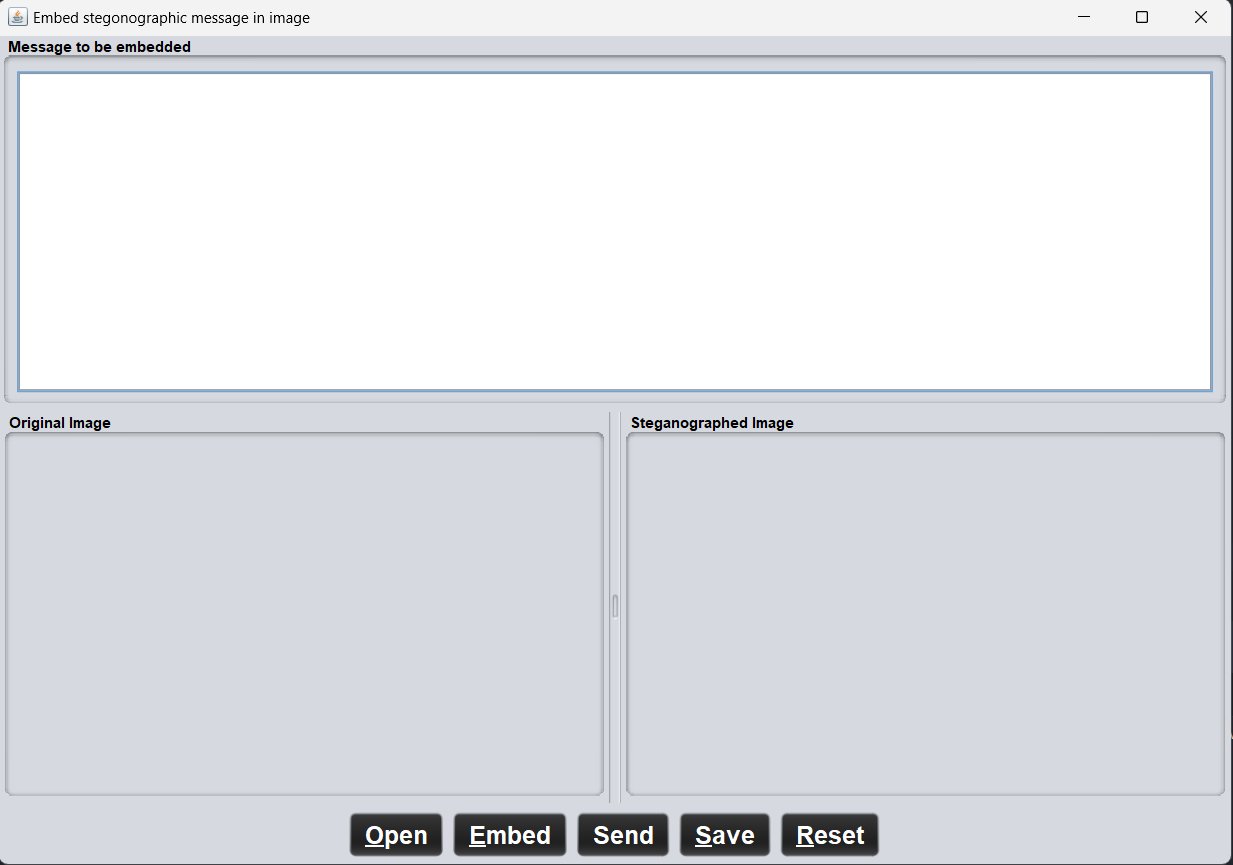 Embed stegonographic message in image
Message to be embedded
Original Image
Steganographed Image
Open Embed Send Save Reset